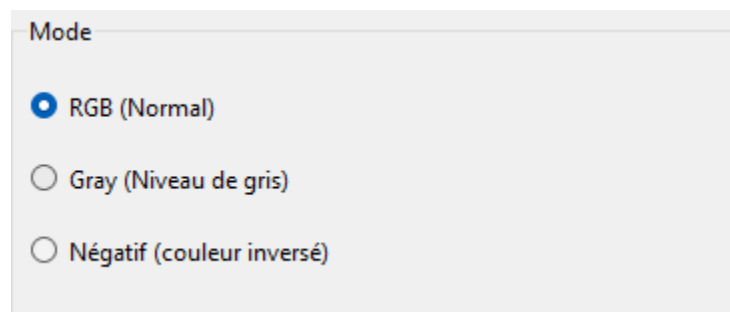 Mode
RGB (Normal)
Gray (Niveau de gris)
Négatif (couleur inversé)